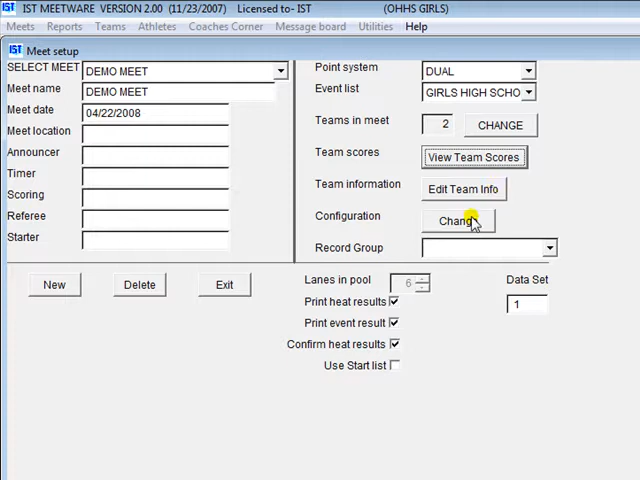 IST IST MEETWARE VERSION 2.00 (11/23/2007) Licensed to- IST (OHHS GIRLS)
Meets Reports Teams Athletes Coaches Corner Message board Utilities Help
IST Meet setup
SELECT MEET DEMO MEET
Meet name DEMO MEET
Meet date 04/22/2008
Meet location
Announcer
Timer
Scoring
Referee
Starter
New Delete Exit
Point system DUAL
Event list GIRLS HIGH SCHO
Teams in meet 2 CHANGE
Team scores View Team Scores
Team information Edit Team Info
Configuration Change
Record Group
Lanes in pool 6
Print heat results
Print event result
Confirm heat results
Use Start list
Data Set
1